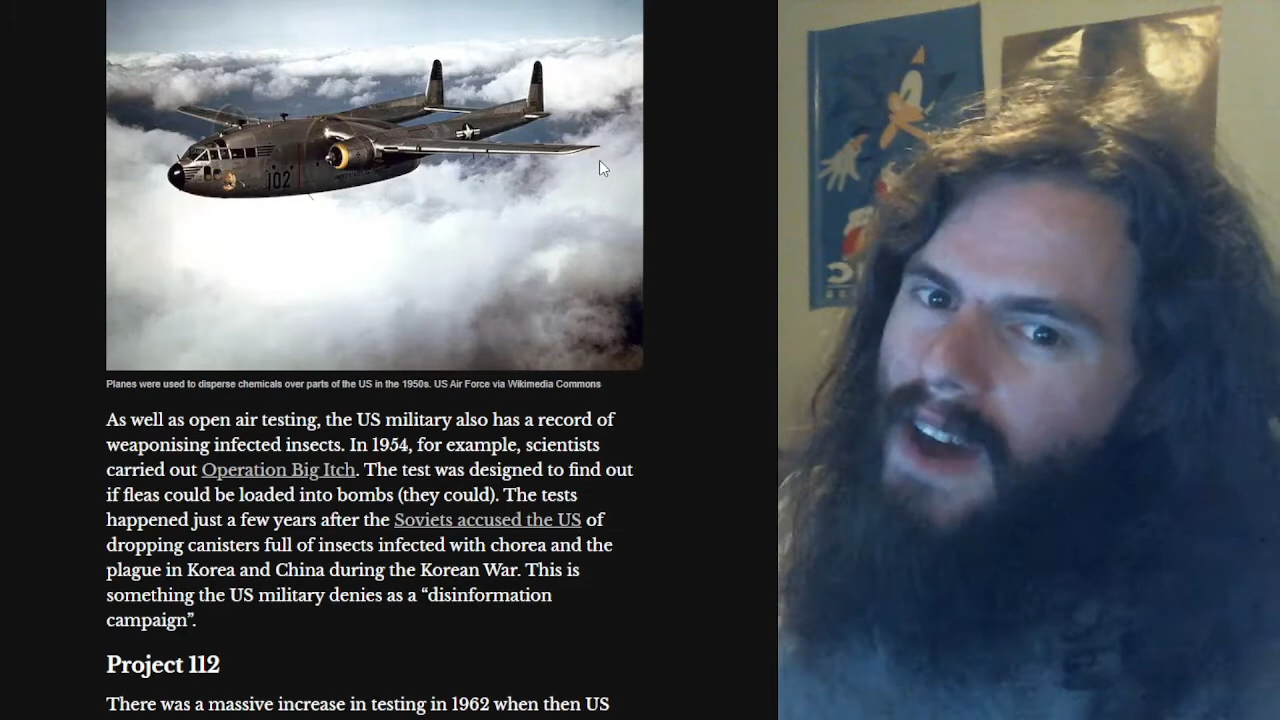 102
Planes were used to disperse chemicals over parts of the US in the 1950s. US Air Force via Wikimedia Commons
As well as open air testing, the US military also has a record of
weaponising infected insects. In 1954, for example, scientists
carried out Operation Big Itch. The test was designed to find out
if fleas could be loaded into bombs (they could). The tests
happened just a few years after the Soviets accused the US of
dropping canisters full of insects infected with chorea and the
plague in Korea and China during the Korean War. This is
something the US military denies as a “disinformation
campaign”.
Project 112
There was a massive increase in testing in 1962 when then US